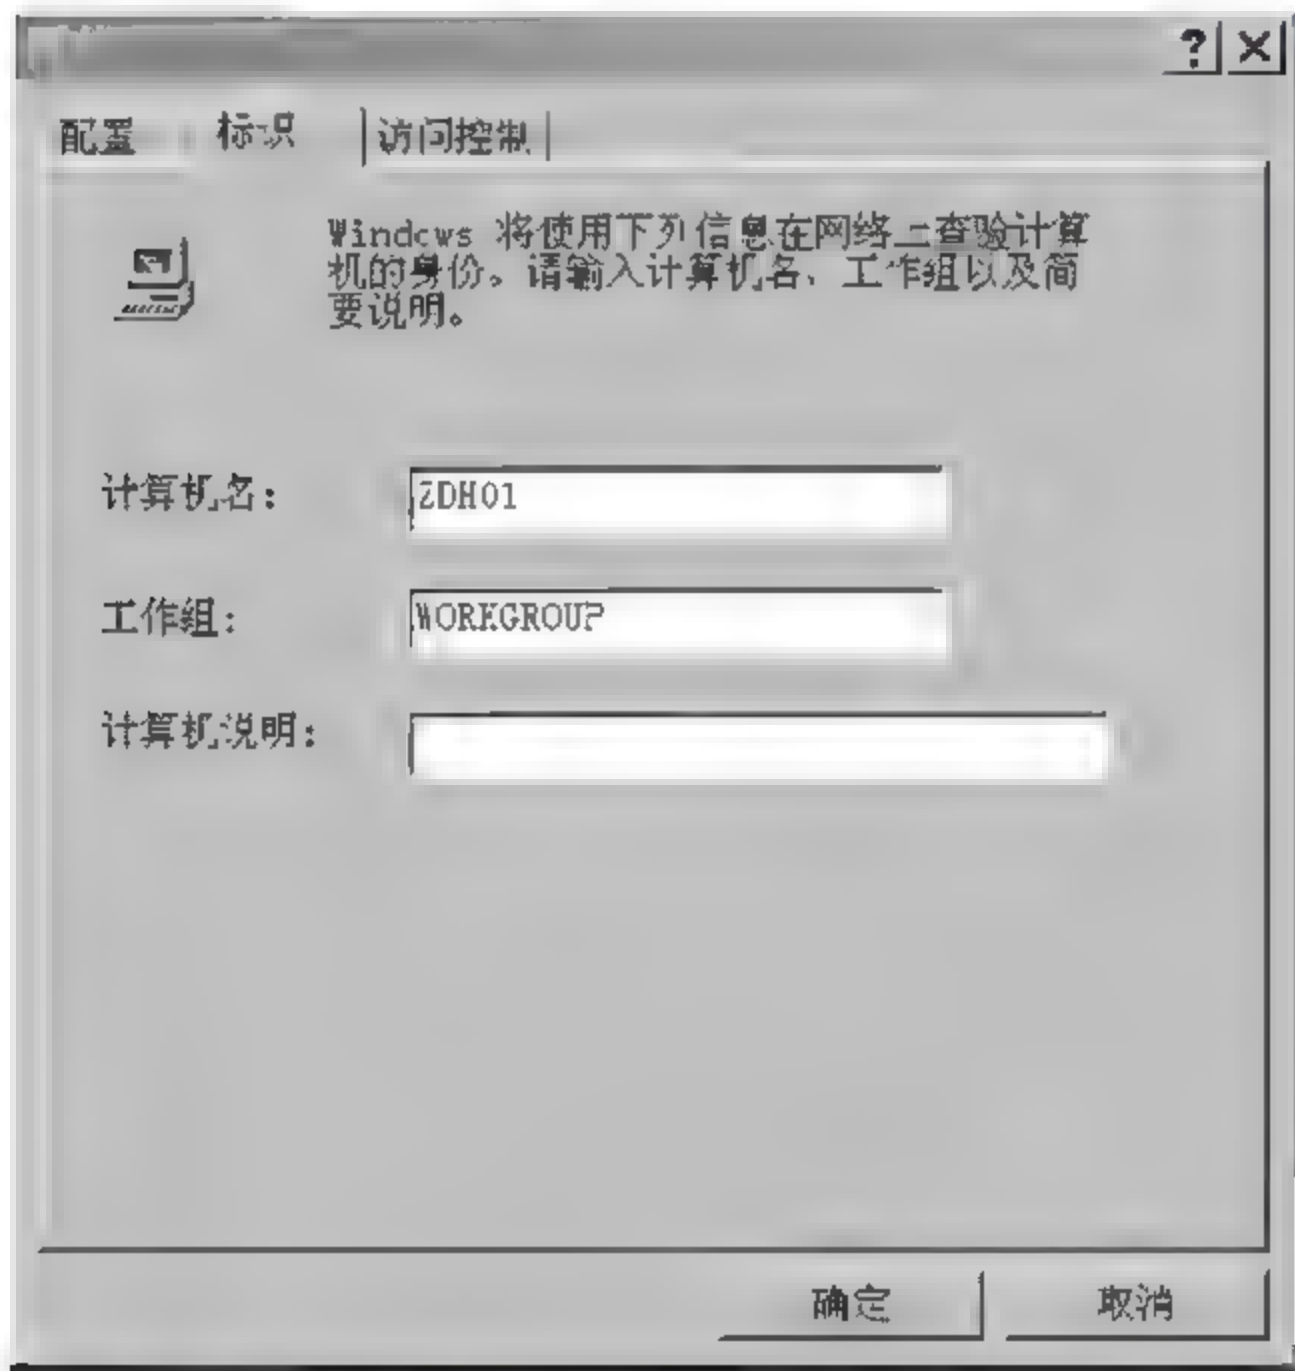 配置 标识 访问控制
Windows 将使用下列信息在网络上查验计算
机的身份。请输入计算机名、工作组以及简
要说明。
计算机名: ZDH01
工作组: WORKGROUP
计算机说明:
确定 取消